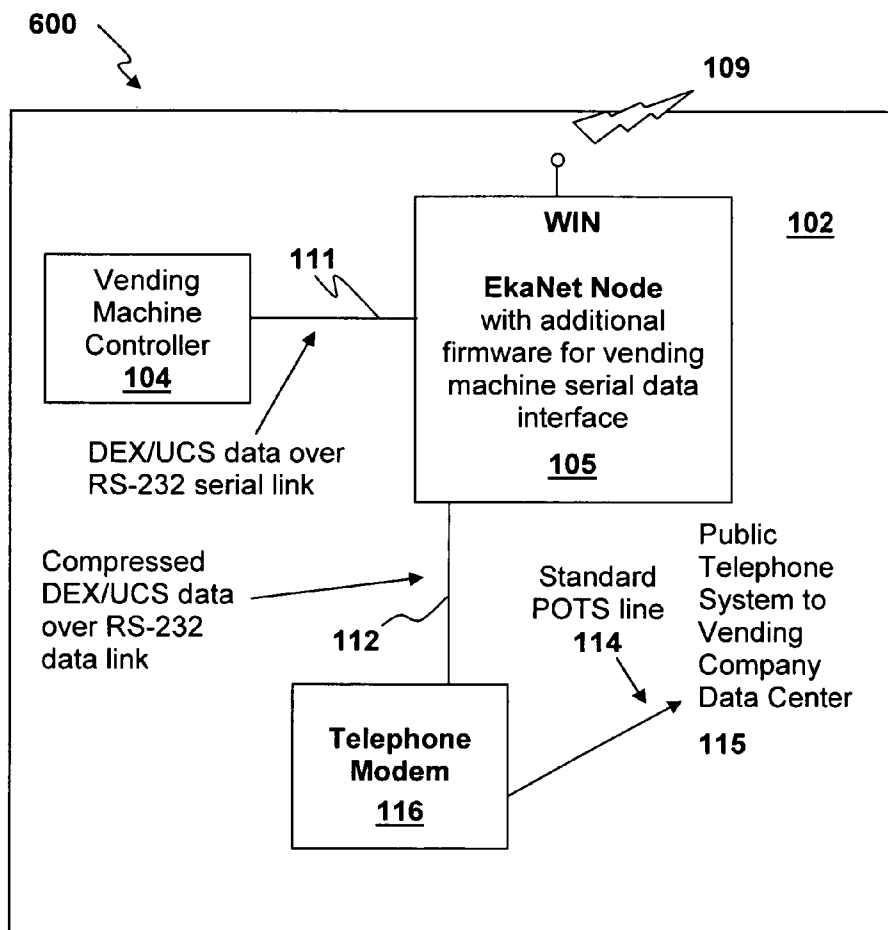 600
109
102
WIN
EkaNet Node
with additional
firmware for vending
machine serial data
interface
105
111
Vending
Machine
Controller
104
DEX/UCS data over
RS-232 serial link
Compressed
DEX/UCS data
over RS-232
data link
112
Standard
POTS line
114
Public
Telephone
System to
Vending
Company
Data Center
115
Telephone
Modem
116